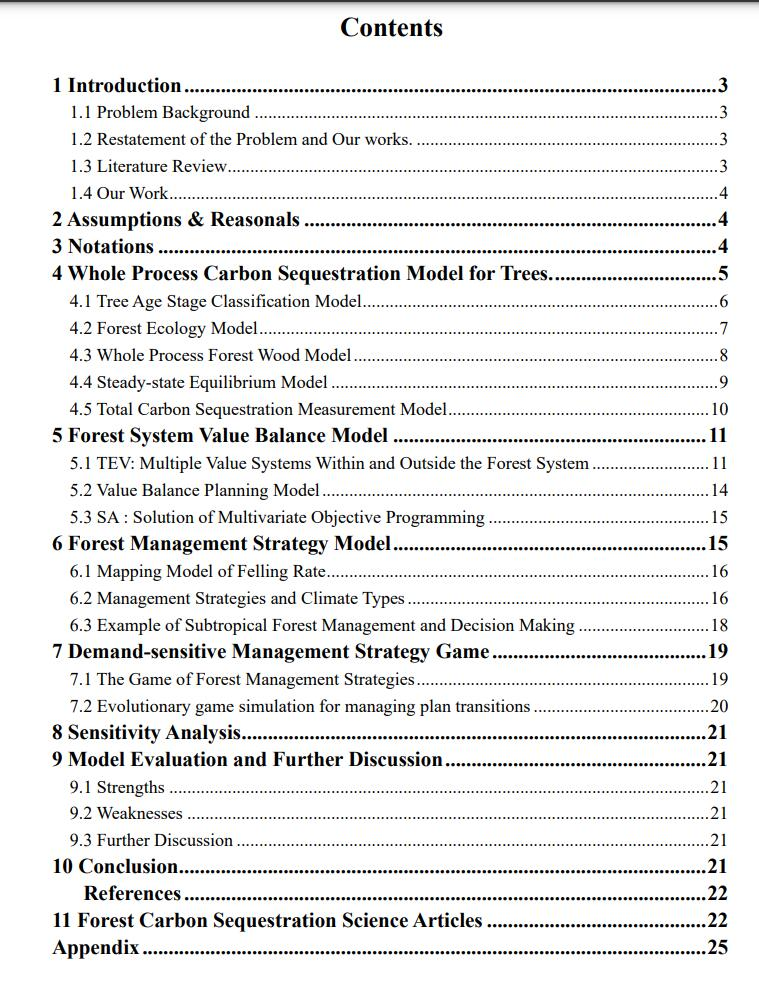 Contents
1 Introduction....................................................................................................3
1.1 Problem Background ....................................................................................................3
1.2 Restatement of the Problem and Our works. ....................................................................................................3
1.3 Literature Review....................................................................................................3
1.4 Our Work....................................................................................................4
2 Assumptions & Reasonals ....................................................................................................4
3 Notations ....................................................................................................4
4 Whole Process Carbon Sequestration Model for Trees....................................5
4.1 Tree Age Stage Classification Model....................................................................................6
4.2 Forest Ecology Model....................................................................................................7
4.3 Whole Process Forest Wood Model....................................................................................8
4.4 Steady-state Equilibrium Model ....................................................................................9
4.5 Total Carbon Sequestration Measurement Model....................................................10
5 Forest System Value Balance Model ....................................................................11
5.1 TEV: Multiple Value Systems Within and Outside the Forest System ........................11
5.2 Value Balance Planning Model....................................................................................14
5.3 SA : Solution of Multivariate Objective Programming ............................................15
6 Forest Management Strategy Model....................................................................15
6.1 Mapping Model of Felling Rate....................................................................................16
6.2 Management Strategies and Climate Types ............................................................16
6.3 Example of Subtropical Forest Management and Decision Making ............................18
7 Demand-sensitive Management Strategy Game............................................19
7.1 The Game of Forest Management Strategies............................................................19
7.2 Evolutionary game simulation for managing plan transitions ....................................20
8 Sensitivity Analysis....................................................................................................21
9 Model Evaluation and Further Discussion....................................................21
9.1 Strengths ....................................................................................................21
9.2 Weaknesses ....................................................................................................21
9.3 Further Discussion ....................................................................................................21
10 Conclusion....................................................................................................21
References ....................................................................................................22
11 Forest Carbon Sequestration Science Articles ............................................22
Appendix ....................................................................................................25